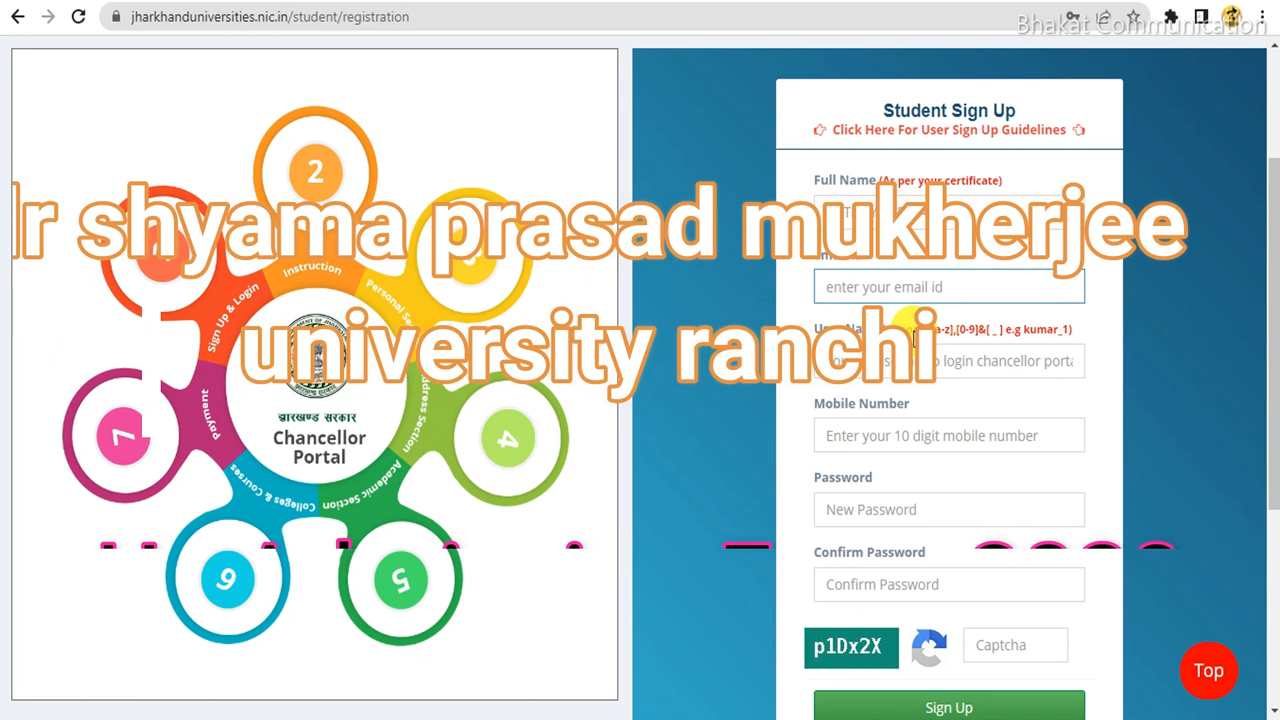 jharkhanduniversities.nic.in/student/registration
Bhakat Communication
Student Sign Up
Click Here For User Sign Up Guidelines
Full Name (As per your certificate)
enter your email id
[a-z],[0-9]&[ _ ] e.g kumar_1)
to login chancellor porta
Mobile Number
Enter your 10 digit mobile number
Password
New Password
Confirm Password
Confirm Password
p1Dx2X
Captcha
Sign Up
Top
shyama prasad mukherjee
university ranchi
2
Instruction
Sign Up & Login
Personal Se
4
ddress Section
5
Academic Section
6
Colleges & Courses
7
Payment
झारखण्ड सरकार
Chancellor
Portal